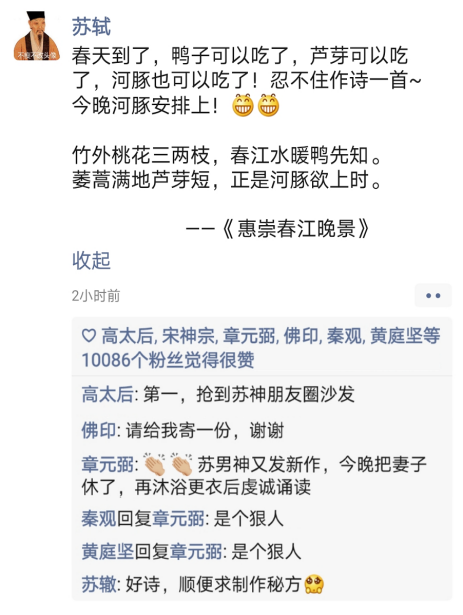 苏轼
不想不改头像
春天到了，鸭子可以吃了，芦芽可以吃
了，河豚也可以吃了！忍不住作诗一首~
今晚河豚安排上！😁😁
竹外桃花三两枝，春江水暖鸭先知。
蒌蒿满地芦芽短，正是河豚欲上时。
——《惠崇春江晚景》
收起
2小时前
♡ 高太后, 宋神宗, 章元弼, 佛印, 秦观, 黄庭坚等
10086个粉丝觉得很赞
高太后: 第一，抢到苏神朋友圈沙发
佛印: 请给我寄一份，谢谢
章元弼: 👏🏼 👏🏼 苏男神又发新作，今晚把妻子
休了，再沐浴更衣后虔诚诵读
秦观回复章元弼: 是个狠人
黄庭坚回复章元弼: 是个狠人
苏辙: 好诗，顺便求制作秘方🥺